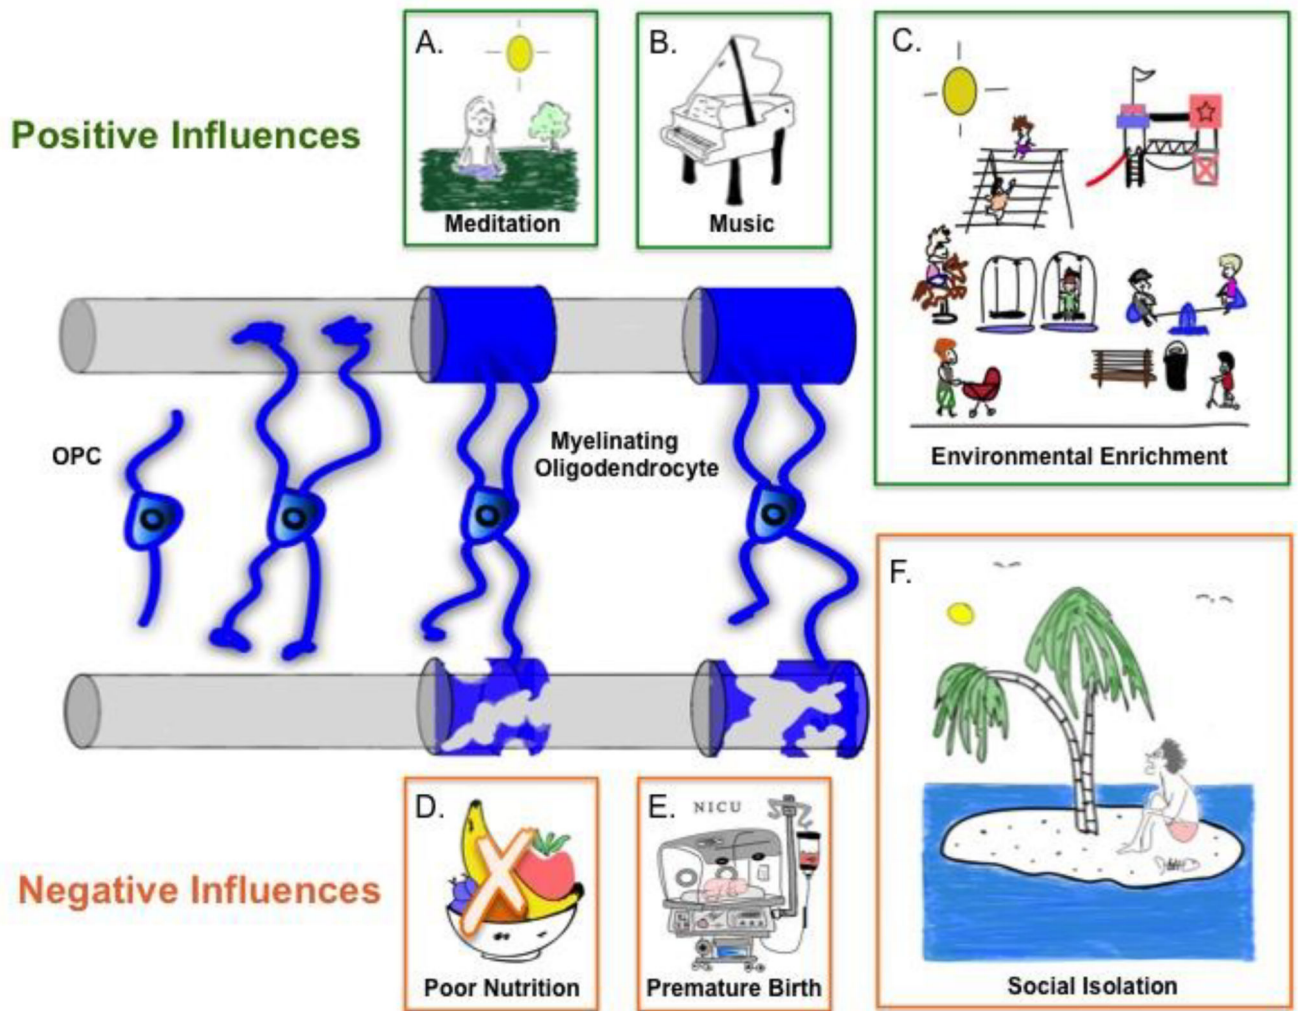 A.
Meditation
B.
Music
C.
Environmental Enrichment
Positive Influences
OPC
Myelinating
Oligodendrocyte
Negative Influences
D.
Poor Nutrition
E.
NICU
Premature Birth
F.
Social Isolation